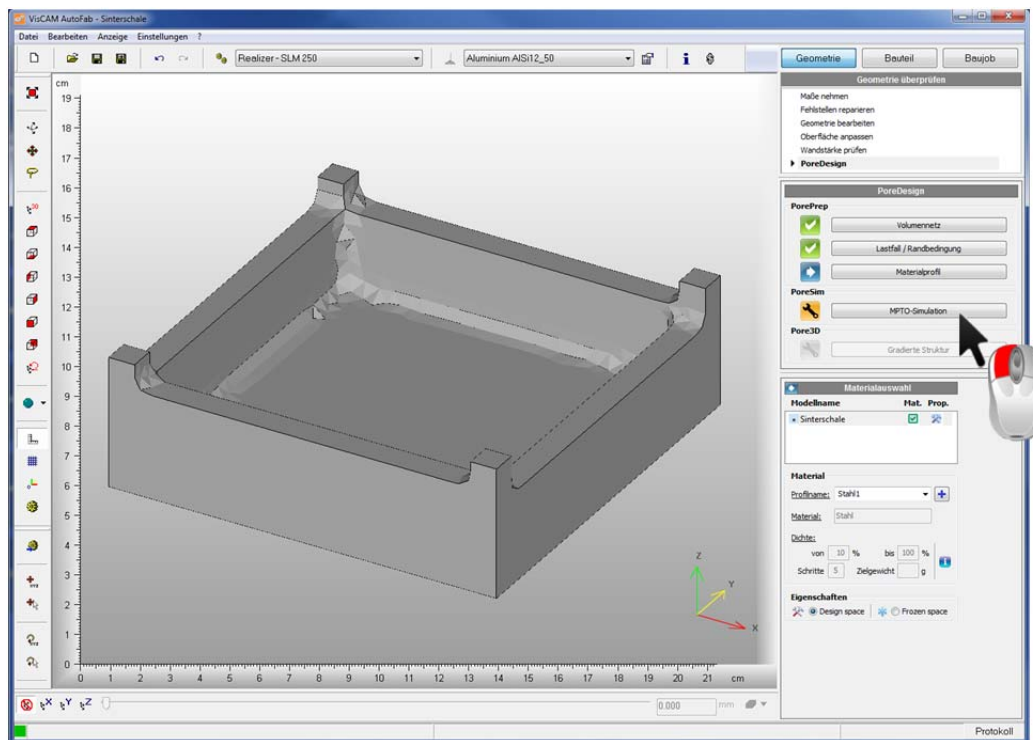 VisCAM AutoFab - Sinterschale
Datei Bearbeiten Anzeige Einstellungen ?
Realizer - SLM 250
Aluminium AlSi12_50
Geometrie Bauteil Baujob
Geometrie überprüfen
Maße nehmen
Fehlstellen reparieren
Geometrie bearbeiten
Oberfläche anpassen
Wandstärke prüfen
PoreDesign
PoreDesign
PorePrep
Volumennetz
Lastfall / Randbedingung
Materialprofil
PoreSim
MPTO-Simulation
Pore3D
Gradierte Struktur
Materialauswahl
Modellname Mat. Prop.
Sinterschale
Material
Profilname: Stahl1
Material: Stahl
Dichte:
von 10 % bis 100 %
Schritte 5 Zielgewicht g
Eigenschaften
Design space Frozen space
cm
19
18
17
16
15
14
13
12
11
10
9
8
7
6
5
4
3
2
1
0
0 1 2 3 4 5 6 7 8 9 10 11 12 13 14 15 16 17 18 19 20 21 cm
Z
Y
X
X Y Z 0.000 mm
Protokoll